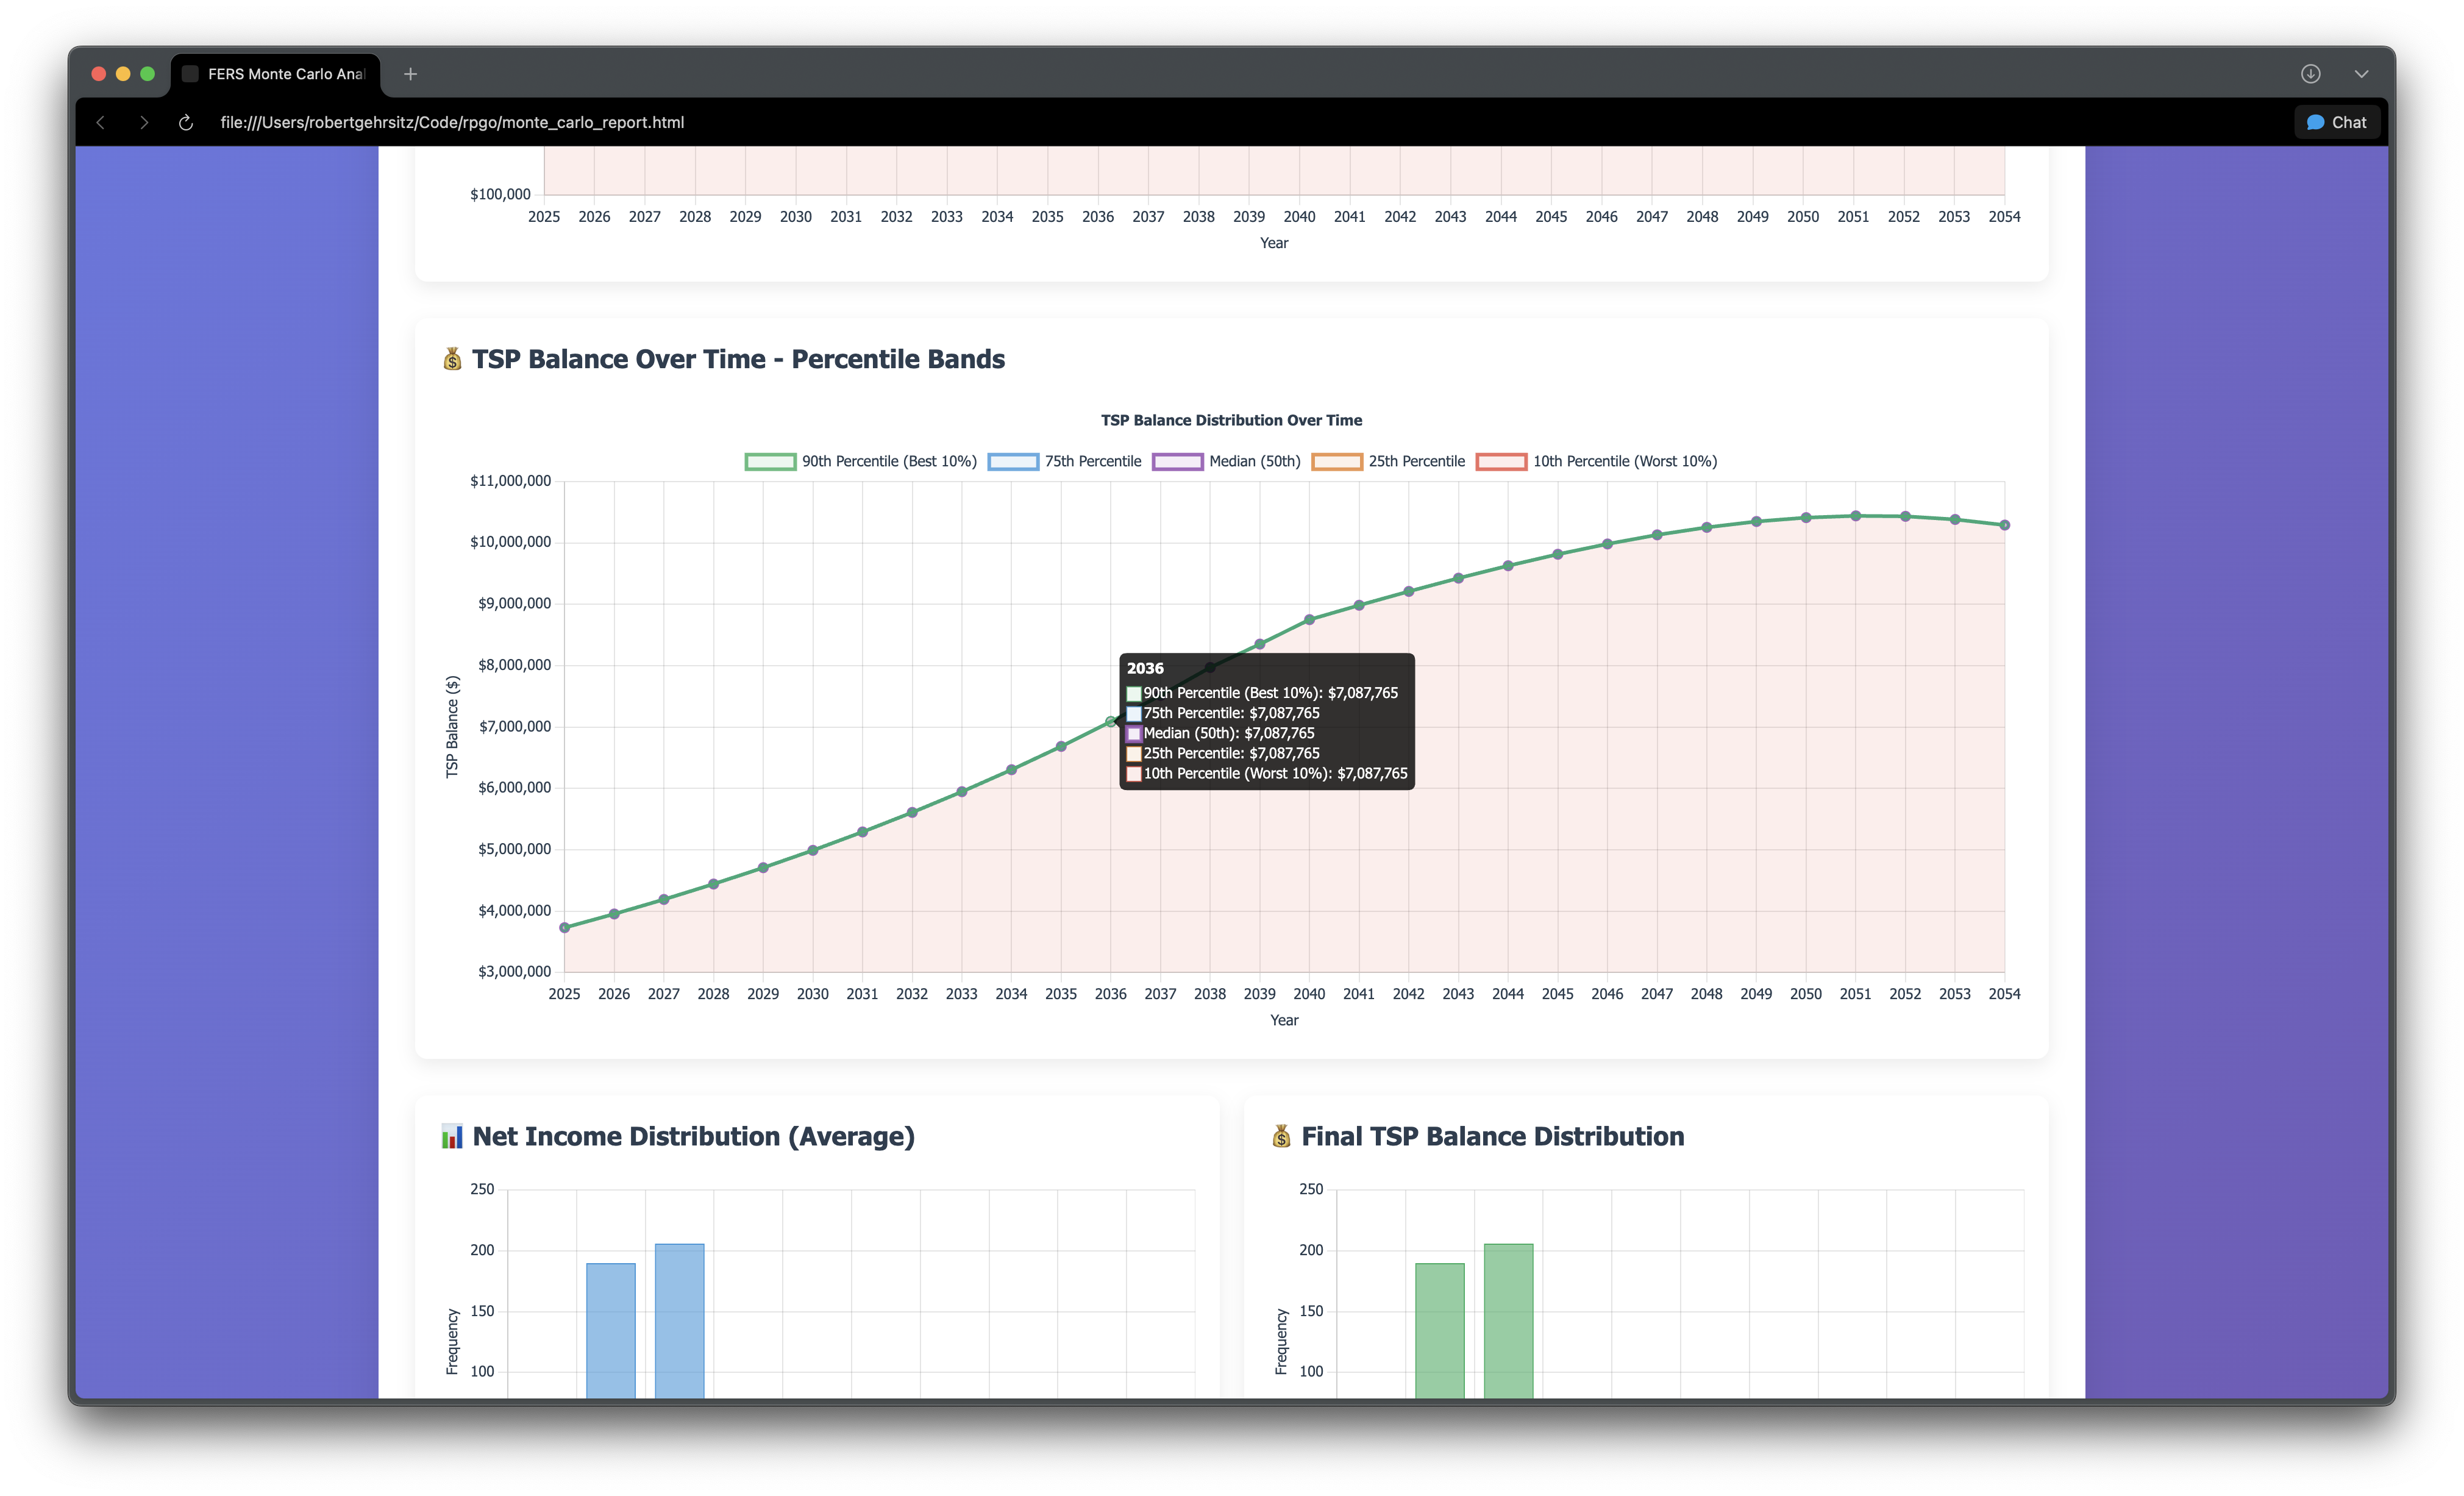 FERS Monte Carlo Anal
file:///Users/robertgehrsitz/Code/rpgo/monte_carlo_report.html
Chat
$100,000
2025 2026 2027 2028 2029 2030 2031 2032 2033 2034 2035 2036 2037 2038 2039 2040 2041 2042 2043 2044 2045 2046 2047 2048 2049 2050 2051 2052 2053 2054
Year
💰 TSP Balance Over Time - Percentile Bands
TSP Balance Distribution Over Time
90th Percentile (Best 10%) 75th Percentile Median (50th) 25th Percentile 10th Percentile (Worst 10%)
TSP Balance ($)
$11,000,000
$10,000,000
$9,000,000
$8,000,000
$7,000,000
$6,000,000
$5,000,000
$4,000,000
$3,000,000
2036
90th Percentile (Best 10%): $7,087,765
75th Percentile: $7,087,765
Median (50th): $7,087,765
25th Percentile: $7,087,765
10th Percentile (Worst 10%): $7,087,765
2025 2026 2027 2028 2029 2030 2031 2032 2033 2034 2035 2036 2037 2038 2039 2040 2041 2042 2043 2044 2045 2046 2047 2048 2049 2050 2051 2052 2053 2054
Year
📊 Net Income Distribution (Average)
Frequency
250
200
150
100
💰 Final TSP Balance Distribution
Frequency
250
200
150
100